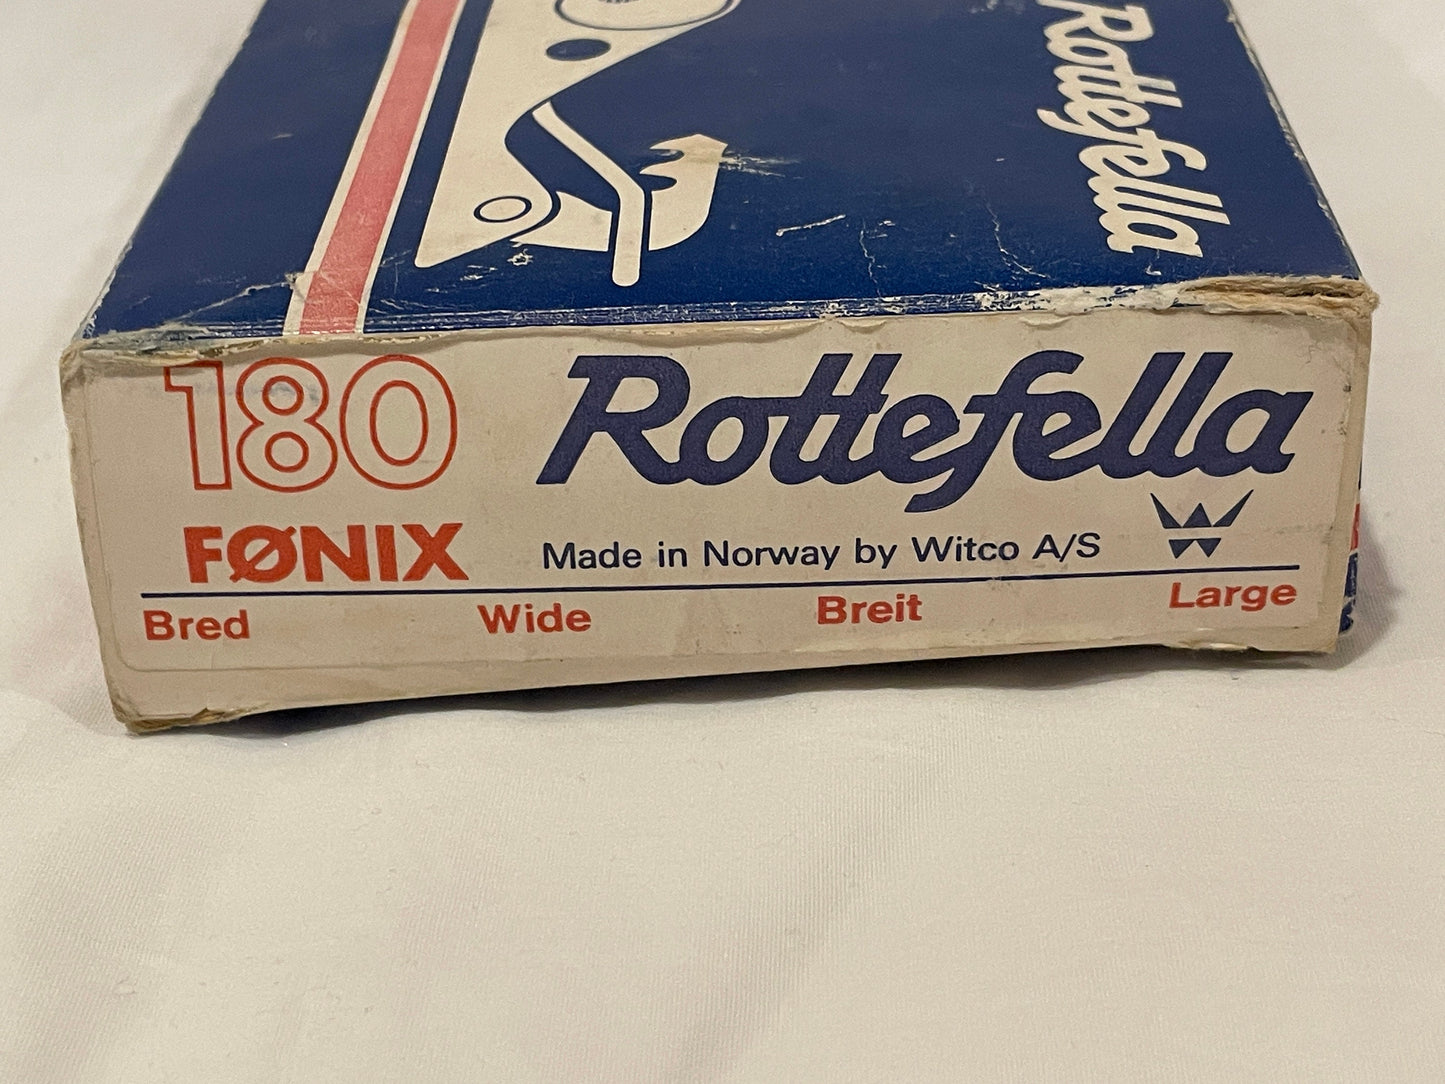 Rottefella
180 Rottefella
FØNIX Made in Norway by Witco A/S
Bred Wide Breit Large